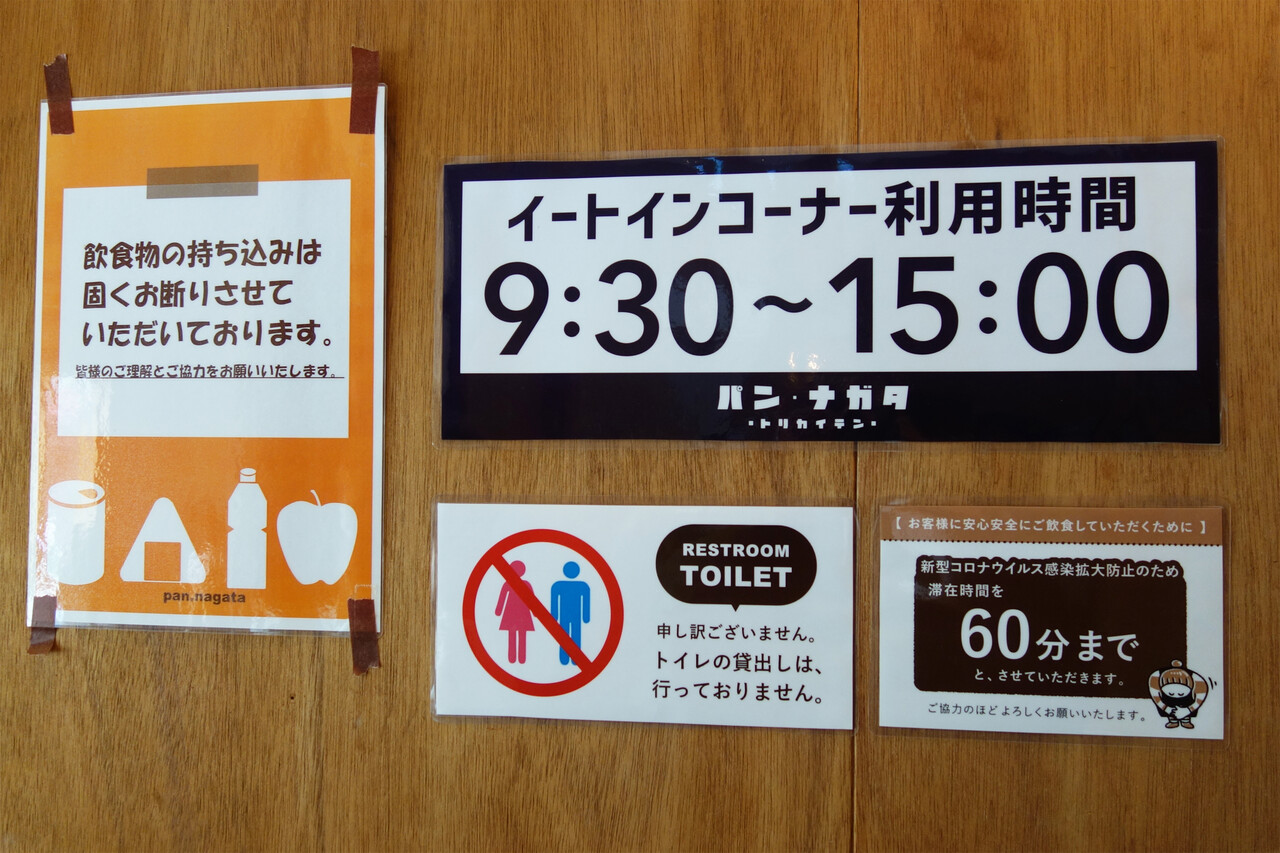 飲食物の持ち込みは
固くお断りさせて
いただいております。
皆様のご理解とご協力をお願いいたします。
pan.nagata
イートインコーナー利用時間
9:30~15:00
パン・ナガタ
・トリカイテン・
RESTROOM
TOILET
申し訳ございません。
トイレの貸出しは、
行っておりません。
【 お客様に安心安全にご飲食していただくために 】
新型コロナウイルス感染拡大防止のため
滞在時間を
60分まで
と、させていただきます。
ご協力のほどよろしくお願いいたします。